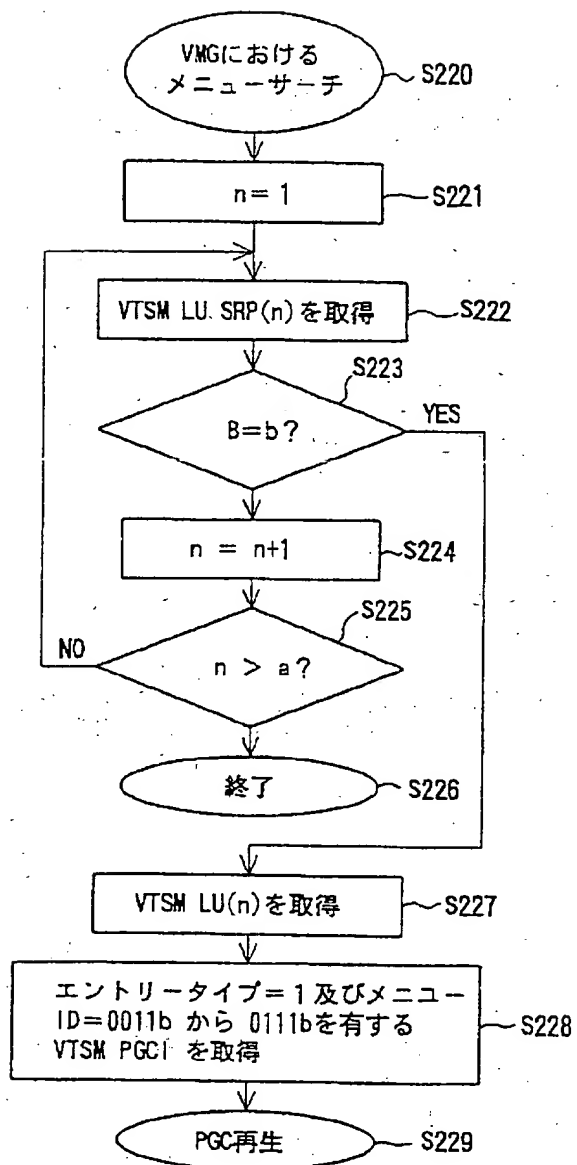 VMGにおける
メニューサーチ
S220
n= 1
S221
VTSM LU.SRP(n)を取得
S222
S223
B=b?
YES
n = n+1
S224
S225
NO
n > a?
終了
S226
VTSM LU(n)を取得
S227
エントリータイプ=1及びメニュー
ID=0011b から 0111bを有する
VTSM PGCI を取得
S228
PGC再生
S229